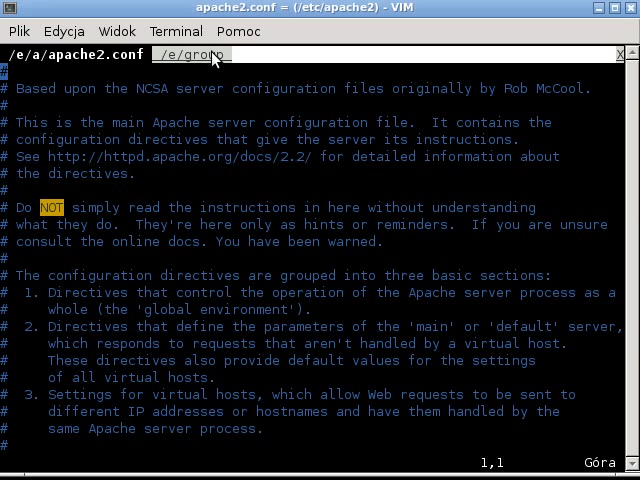 apache2.conf = (/etc/apache2) - VIM
Plik Edycja Widok Terminal Pomoc
/e/a/apache2.conf /e/group X
#
# Based upon the NCSA server configuration files originally by Rob McCool.
#
# This is the main Apache server configuration file.  It contains the
# configuration directives that give the server its instructions.
# See http://httpd.apache.org/docs/2.2/ for detailed information about
# the directives.
#
# Do NOT simply read the instructions in here without understanding
# what they do.  They're here only as hints or reminders.  If you are unsure
# consult the online docs. You have been warned.
#
# The configuration directives are grouped into three basic sections:
#  1. Directives that control the operation of the Apache server process as a
#     whole (the 'global environment').
#  2. Directives that define the parameters of the 'main' or 'default' server,
#     which responds to requests that aren't handled by a virtual host.
#     These directives also provide default values for the settings
#     of all virtual hosts.
#  3. Settings for virtual hosts, which allow Web requests to be sent to
#     different IP addresses or hostnames and have them handled by the
#     same Apache server process.
#
1,1 Góra